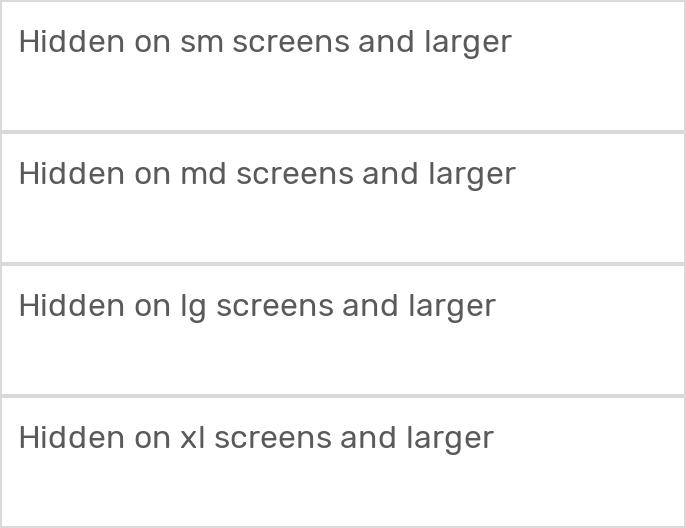 Hidden on sm screens and larger
Hidden on md screens and larger
Hidden on lg screens and larger
Hidden on xl screens and larger